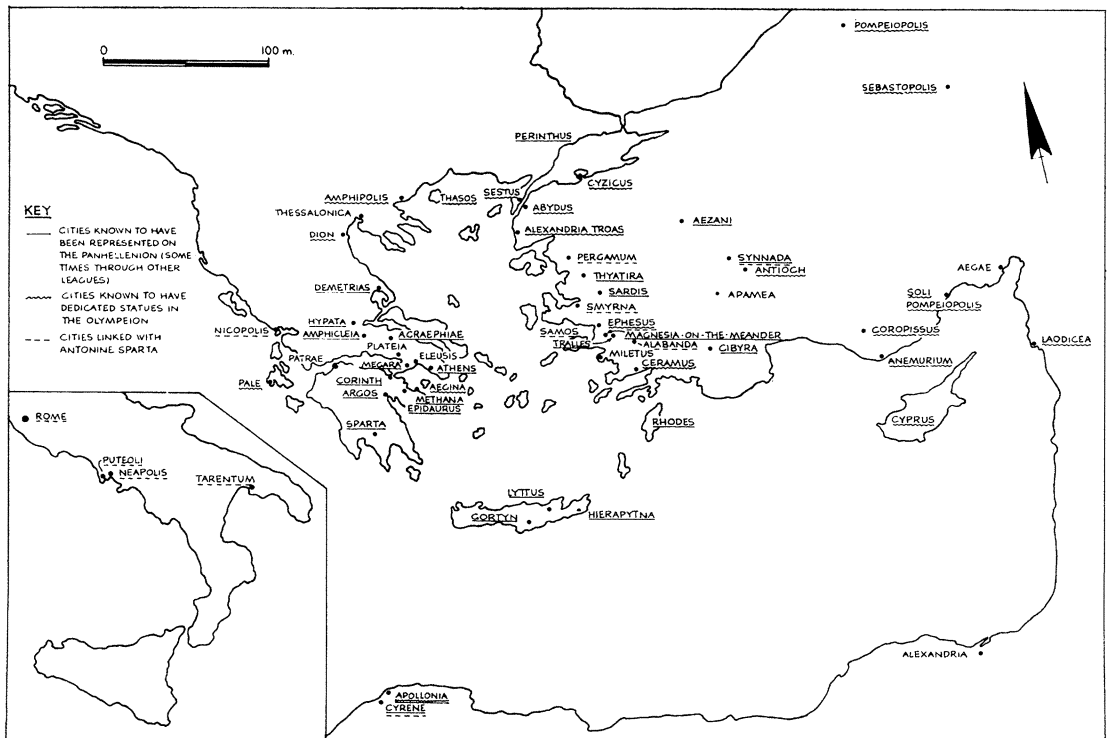 0 100 m.
POMPEIOPOLIS
SEBASTOPOLIS
PERINTHUS
CYZICUS
SESTUS
THASOS
AMPHIPOLIS
ABYDUS
THESSALONICA
DION
ALEXANDRIA TROAS
AEZANI
KEY
CITIES KNOWN TO HAVE
BEEN REPRESENTED ON
THE PANHELLENION (SOME
TIMES THROUGH OTHER
LEAGUES)
CITIES KNOWN TO HAVE
DEDICATED STATUES IN
THE OLYMPEION
CITIES LINKED WITH
ANTONINE SPARTA
PERGAMUM
SYNNADA
ANTIOCH
AEGAE
THYATIRA
DEMETRIAS
SARDIS
APAMEA
SOLI
POMPEIOPOLIS
SMYRNA
HYPATA
NICOPOLIS
AMPHICLEIA
ACRAEPHIAE
EPHESUS
SAMOS
MAGNESIA-ON-THE-MEANDER
TRALLES
ALABANDA
CIBYRA
COROPISSUS
LAODICEA
PLATEIA
ELEUSIS
PATRAE
MEGARA
ATHENS
MILETUS
CERAMUS
ANEMURIUM
PALE
CORINTH
ARGOS
AEGINA
METHANA
EPIDAURUS
SPARTA
RHODES
CYPRUS
ROME
PUTEOLI
NEAPOLIS
TARENTUM
LYTTUS
GORTYN
HIERAPYTNA
ALEXANDRIA
APOLLONIA
CYRENE